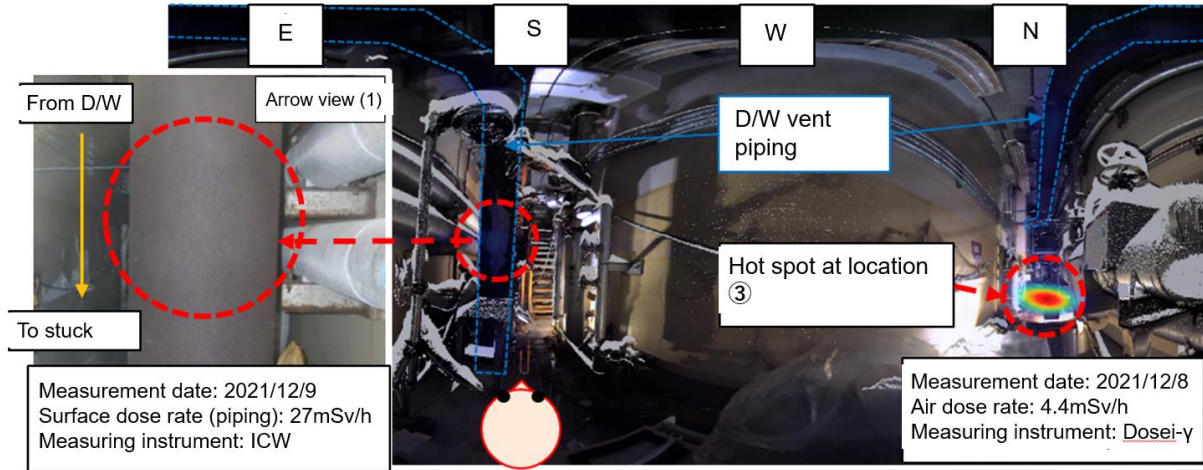 E
S
W
N
From D/W
Arrow view (1)
To stuck
D/W vent
piping
Hot spot at location
③
Measurement date: 2021/12/9
Surface dose rate (piping): 27mSv/h
Measuring instrument: ICW
Measurement date: 2021/12/8
Air dose rate: 4.4mSv/h
Measuring instrument: Dosei-γ